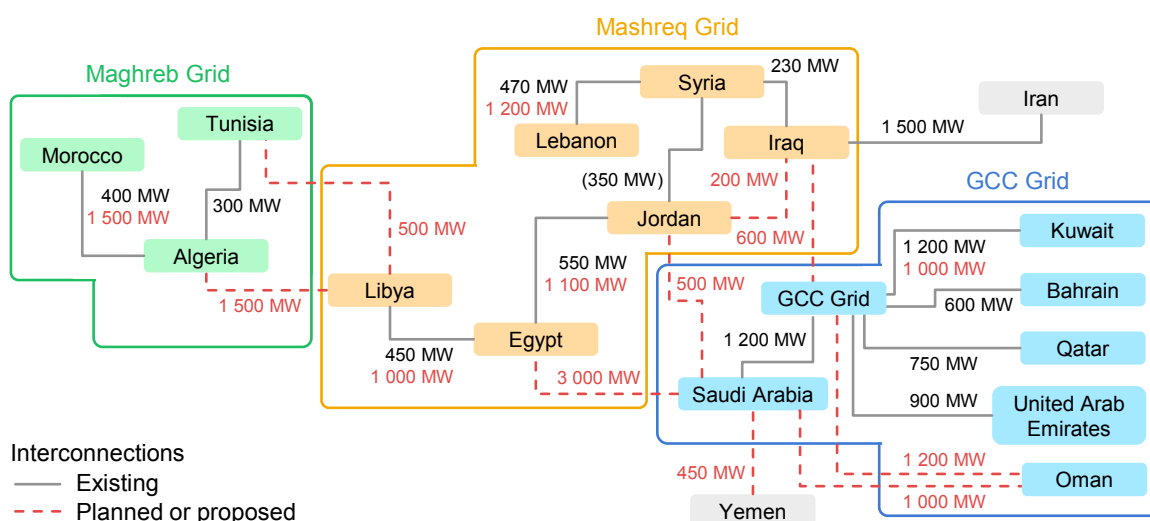 Mashreq Grid
Maghreb Grid
GCC Grid
Tunisia
Morocco
400 MW
1 500 MW
300 MW
Algeria
1 500 MW
500 MW
Libya
450 MW
1 000 MW
Egypt
550 MW
1 100 MW
3 000 MW
470 MW
1 200 MW
Lebanon
Syria
230 MW
Iraq
(350 MW)
200 MW
Jordan
600 MW
500 MW
1 500 MW
Iran
GCC Grid
1 200 MW
Saudi Arabia
Kuwait
1 200 MW
1 000 MW
Bahrain
600 MW
Qatar
750 MW
900 MW
United Arab
Emirates
1 200 MW
Oman
1 000 MW
450 MW
Yemen
Interconnections
Existing
Planned or proposed